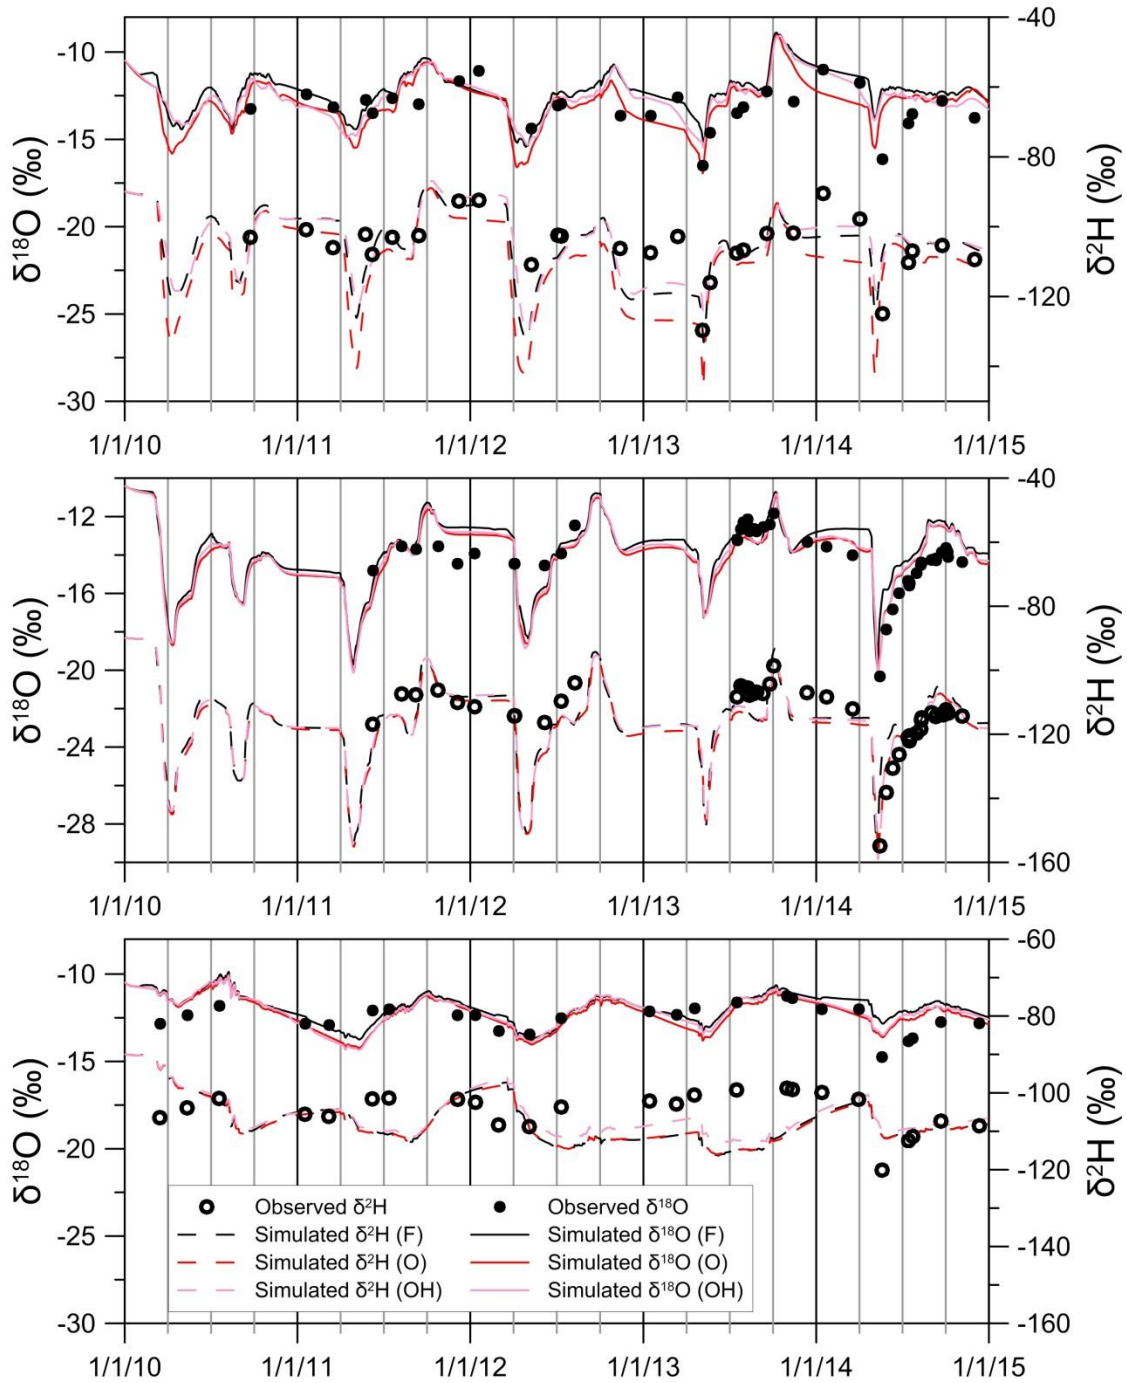 -40
-10
-15
-80
δ¹⁸O (‰)
-20
δ²H (‰)
-25
-120
-30
1/1/10 1/1/11 1/1/12 1/1/13 1/1/14 1/1/15
-40
-12
-16
-80
δ¹⁸O (‰)
-20
δ²H (‰)
-24
-120
-28
-160
1/1/10 1/1/11 1/1/12 1/1/13 1/1/14 1/1/15
-60
-10
-80
-15
-100
δ¹⁸O (‰)
-20
δ²H (‰)
-120
-25
-140
-30
-160
Observed δ²H Observed δ¹⁸O
Simulated δ²H (F) Simulated δ¹⁸O (F)
Simulated δ²H (O) Simulated δ¹⁸O (O)
Simulated δ²H (OH) Simulated δ¹⁸O (OH)
1/1/10 1/1/11 1/1/12 1/1/13 1/1/14 1/1/15